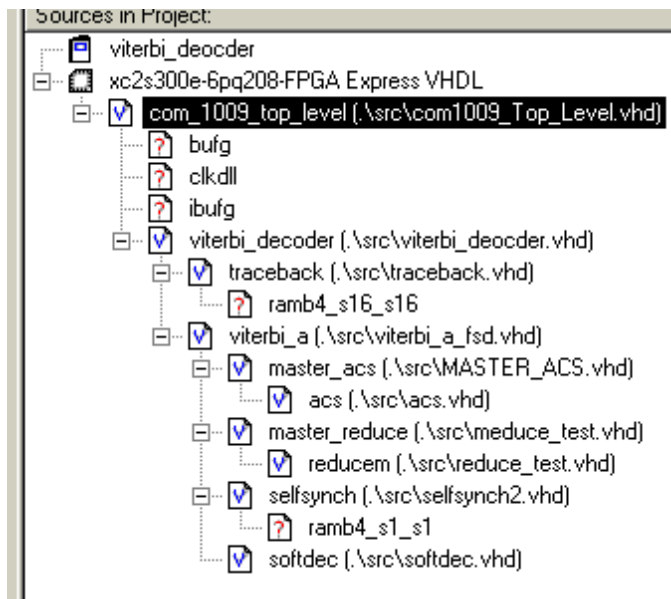 Sources in Project:
viterbi_deocder
xc2s300e-6pq208-FPGA Express VHDL
com_1009_top_level (.\src\com1009_Top_Level.vhd)
bufg
clkdll
ibufg
viterbi_decoder (.\src\viterbi_deocder.vhd)
traceback (.\src\traceback.vhd)
ramb4_s16_s16
viterbi_a (.\src\viterbi_a_fsd.vhd)
master_acs (.\src\MASTER_ACS.vhd)
acs (.\src\acs.vhd)
master_reduce (.\src\meduce_test.vhd)
reducem (.\src\reduce_test.vhd)
selfsynch (.\src\selfsynch2.vhd)
ramb4_s1_s1
softdec (.\src\softdec.vhd)